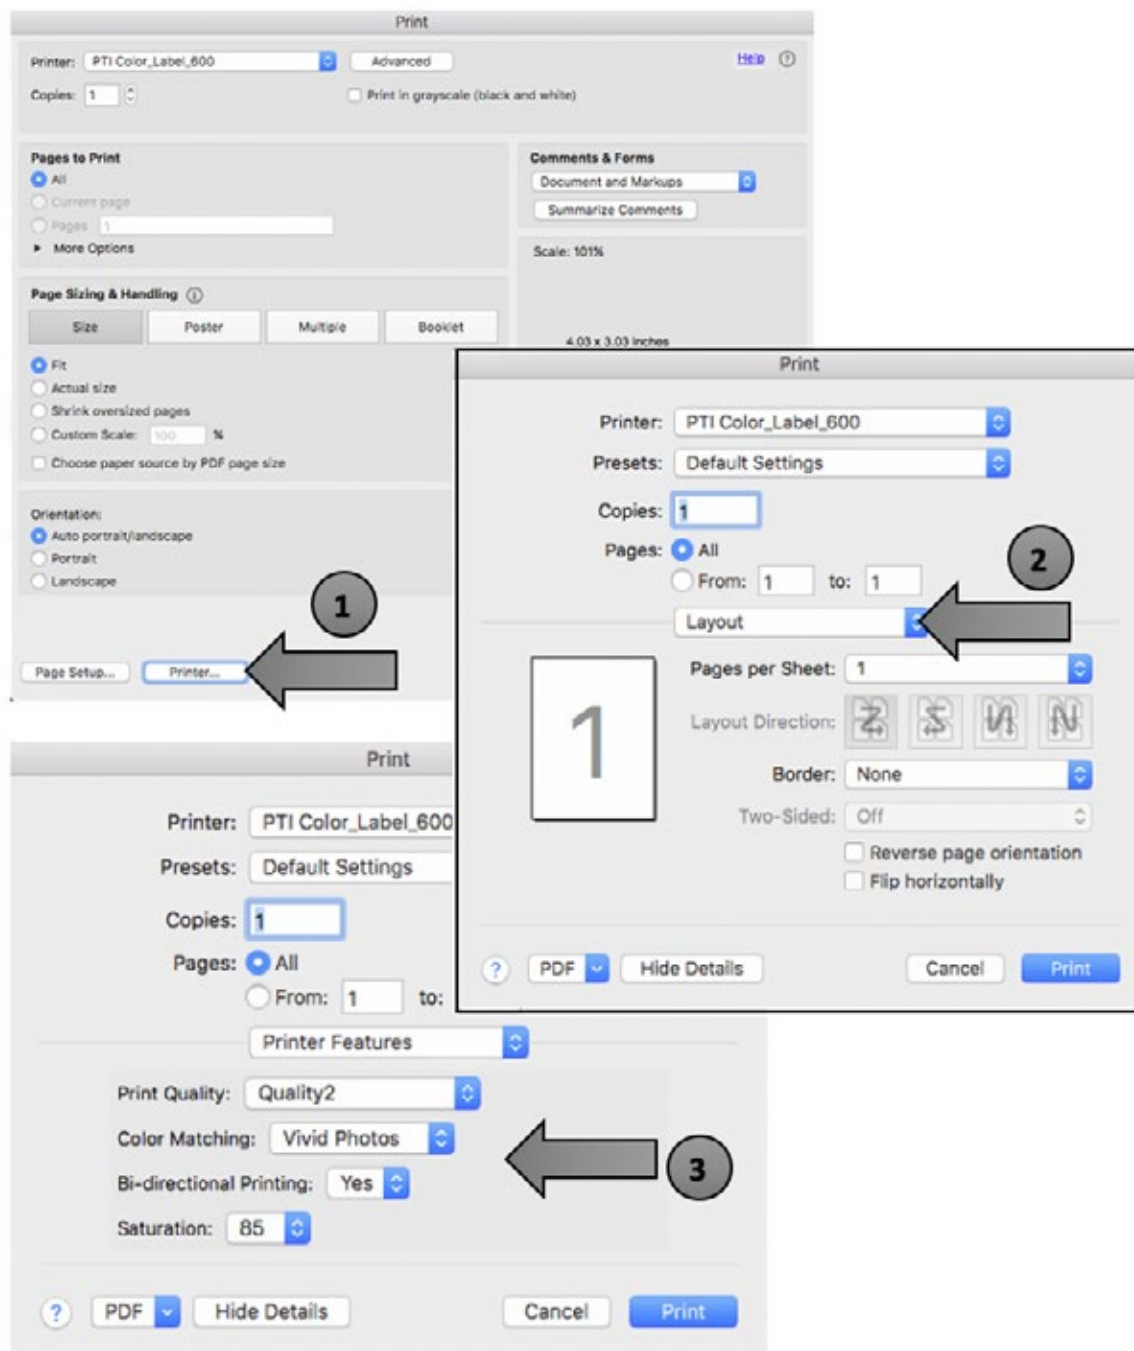 Print
Printer: PTI Color_Label_600 Advanced Help ?
Copies: 1 Print in grayscale (black and white)
Pages to Print
All
Current page
Pages 1
More Options
Comments & Forms
Document and Markups
Summarize Comments
Scale: 101%
4.03 x 3.03 Inches
Page Sizing & Handling i
Size Poster Multiple Booklet
Fit
Actual size
Shrink oversized pages
Custom Scale: 100 %
Choose paper source by PDF page size
Orientation:
Auto portrait/landscape
Portrait
Landscape
1
Page Setup... Printer...
Print
Printer: PTI Color_Label_600
Presets: Default Settings
Copies: 1
Pages: All
From: 1 to: 1
2
Layout
Pages per Sheet: 1
1
Layout Direction:
Border: None
Two-Sided: Off
Reverse page orientation
Flip horizontally
? PDF Hide Details Cancel Print
Print
Printer: PTI Color_Label_600
Presets: Default Settings
Copies: 1
Pages: All
From: 1 to:
Printer Features
Print Quality: Quality2
Color Matching: Vivid Photos
Bi-directional Printing: Yes
Saturation: 85
3
? PDF Hide Details Cancel Print